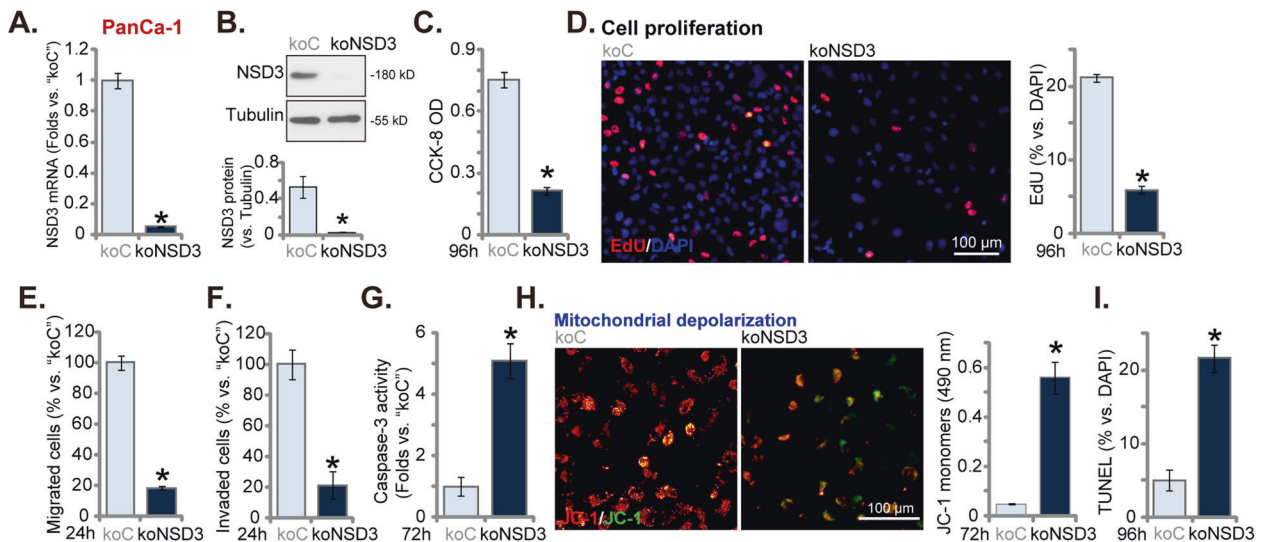 A.
PanCa-1
NSD3 mRNA (Folds vs. “koC”)
1.2
1
0.8
0.6
0.4
0.2
0
*
koC koNSD3
B.
koC koNSD3
NSD3
-180 kD
Tubulin
-55 kD
NSD3 protein
(vs. Tubulin)
0.8
0.4
0
*
koC koNSD3
C.
CCK-8 OD
0.9
0.6
0.3
0
*
96h koC koNSD3
D. Cell proliferation
koC
koNSD3
EdU/DAPI
100 µm
EdU (% vs. DAPI)
20
10
0
*
96h koC koNSD3
E.
Migrated cells (% vs. “koC”)
120
100
80
60
40
20
0
*
24h koC koNSD3
F.
Invaded cells (% vs. “koC”)
120
100
80
60
40
20
0
*
24h koC koNSD3
G.
Caspase-3 activity
(Folds vs. “koC”)
6
4
2
0
*
72h koC koNSD3
H.
Mitochondrial depolarization
koC
koNSD3
JC-1/JC-1
100 µm
JC-1 monomers (490 nm)
0.6
0.4
0.2
0
*
72h koC koNSD3
I.
TUNEL (% vs. DAPI)
20
10
0
*
96h koC koNSD3